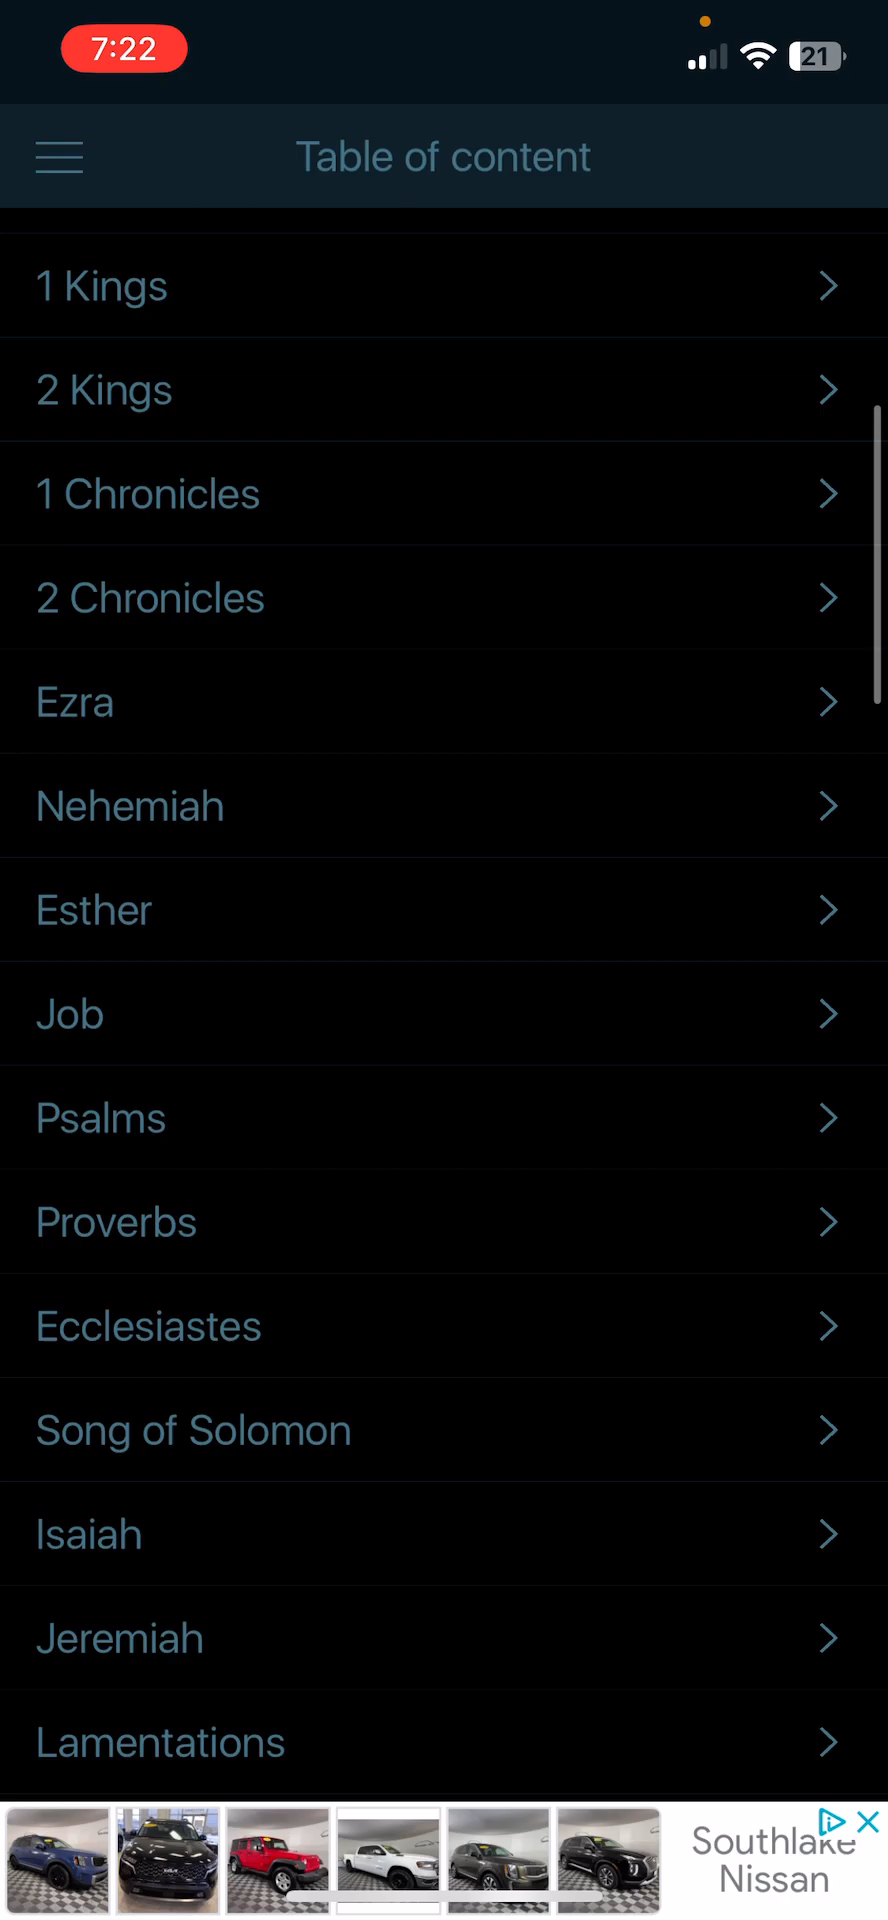 7:22
21
Table of content
1 Kings
2 Kings
1 Chronicles
2 Chronicles
Ezra
Nehemiah
Esther
Job
Psalms
Proverbs
Ecclesiastes
Song of Solomon
Isaiah
Jeremiah
Lamentations
Southlake
Nissan